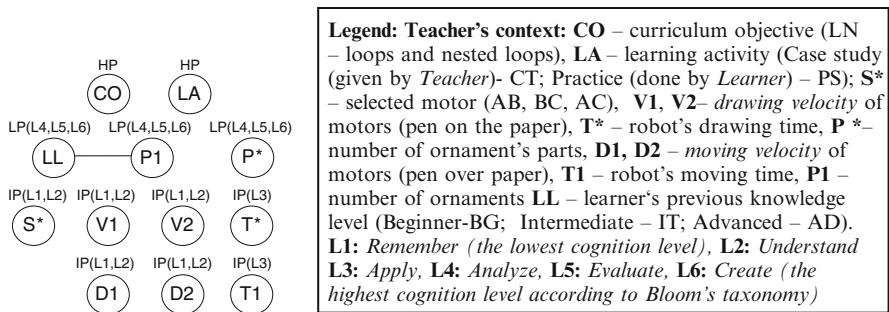 HP HP
CO LA
LP(L4,L5,L6) LP(L4,L5,L6) LP(L4,L5,L6)
LL P1 P*
IP(L1,L2) IP(L1,L2) IP(L1,L2) IP(L3)
S* V1 V2 T*
IP(L1,L2) IP(L1,L2) IP(L3)
D1 D2 T1
Legend: Teacher's context: CO – curriculum objective (LN
– loops and nested loops), LA – learning activity (Case study
(given by Teacher)- CT; Practice (done by Learner) – PS); S*
– selected motor (AB, BC, AC), V1, V2– drawing velocity of
motors (pen on the paper), T* – robot's drawing time, P *–
number of ornament's parts, D1, D2 – moving velocity of
motors (pen over paper), T1 – robot's moving time, P1 –
number of ornaments LL – learner‘s previous knowledge
level (Beginner-BG; Intermediate – IT; Advanced – AD).
L1: Remember (the lowest cognition level), L2: Understand
L3: Apply, L4: Analyze, L5: Evaluate, L6: Create (the
highest cognition level according to Bloom's taxonomy)